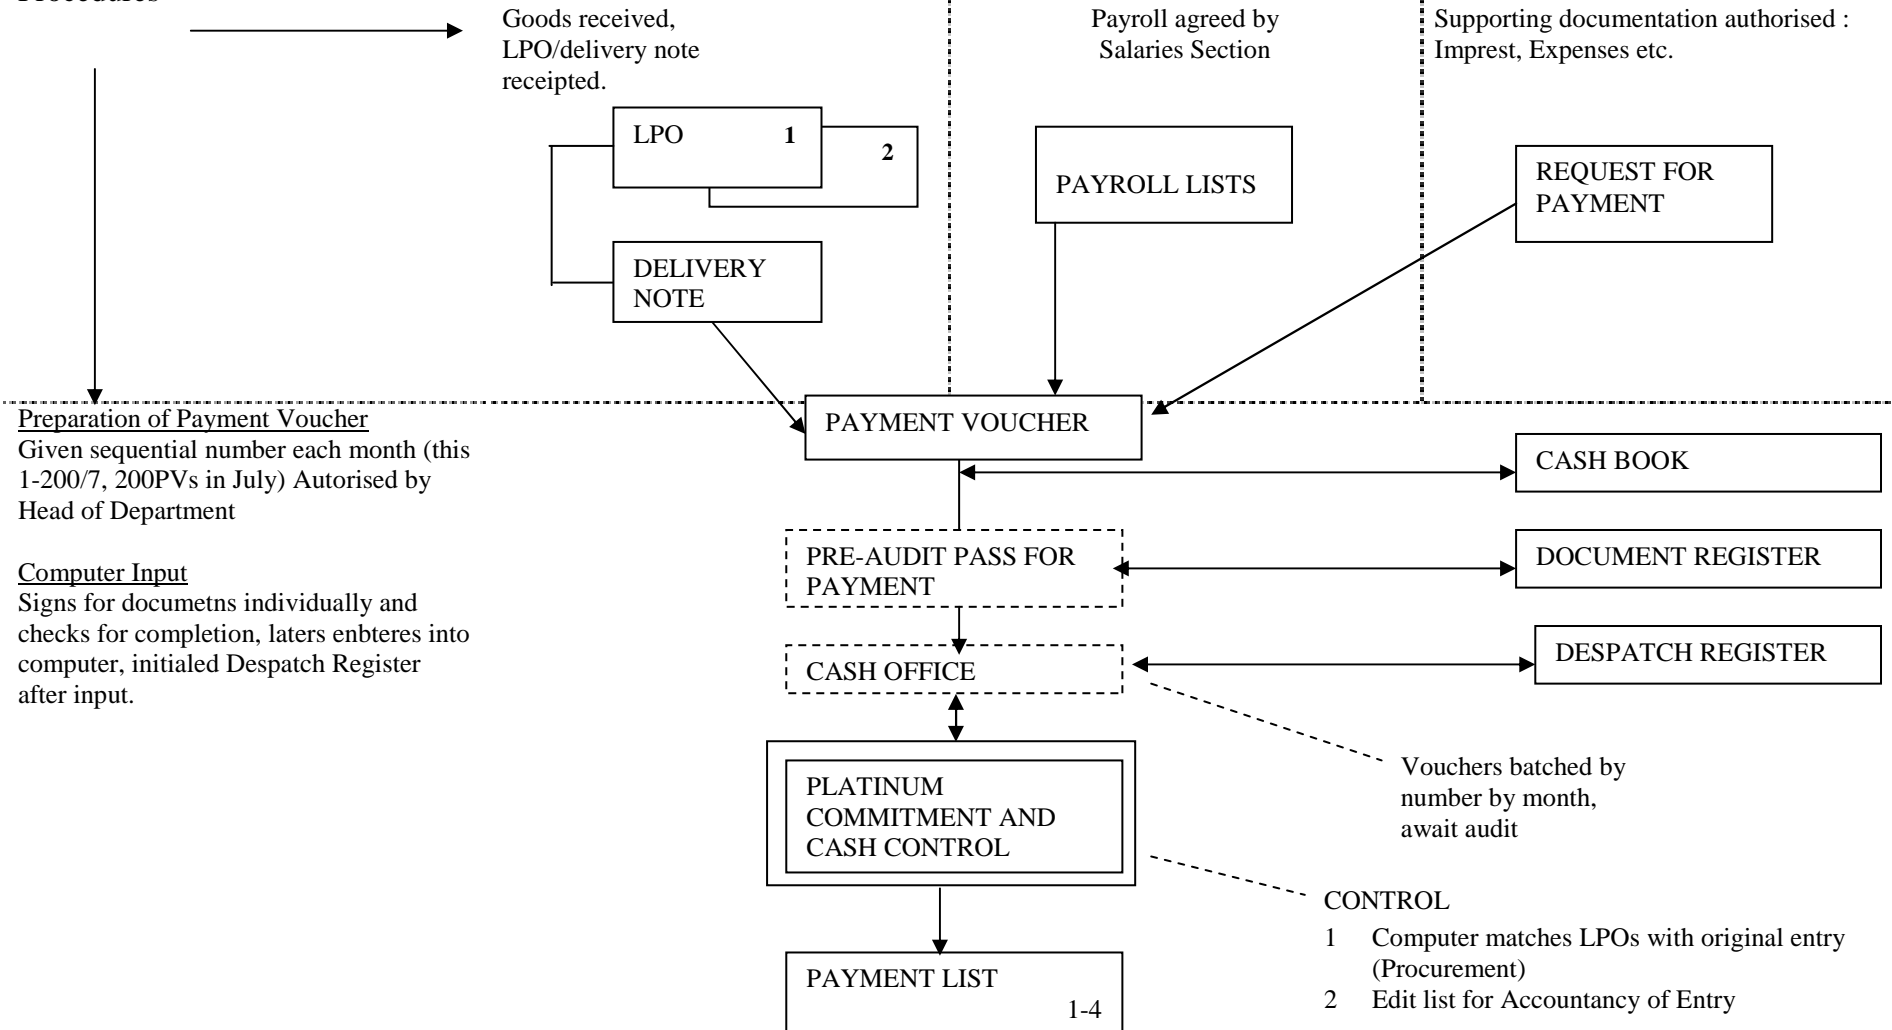 Procedures
Goods received,
LPO/delivery note
receipted.
Payroll agreed by
Salaries Section
Supporting documentation authorised :
Imprest, Expenses etc.
LPO 1
2
PAYROLL LISTS
REQUEST FOR
PAYMENT
DELIVERY
NOTE
Preparation of Payment Voucher
Given sequential number each month (this
1-200/7, 200PVs in July) Autorised by
Head of Department
PAYMENT VOUCHER
CASH BOOK
PRE-AUDIT PASS FOR
PAYMENT
DOCUMENT REGISTER
Computer Input
Signs for documetns individually and
checks for completion, laters enbteres into
computer, initialed Despatch Register
after input.
CASH OFFICE
DESPATCH REGISTER
Vouchers batched by
number by month,
await audit
PLATINUM
COMMITMENT AND
CASH CONTROL
CONTROL
1 Computer matches LPOs with original entry
(Procurement)
2 Edit list for Accountancy of Entry
PAYMENT LIST
1-4